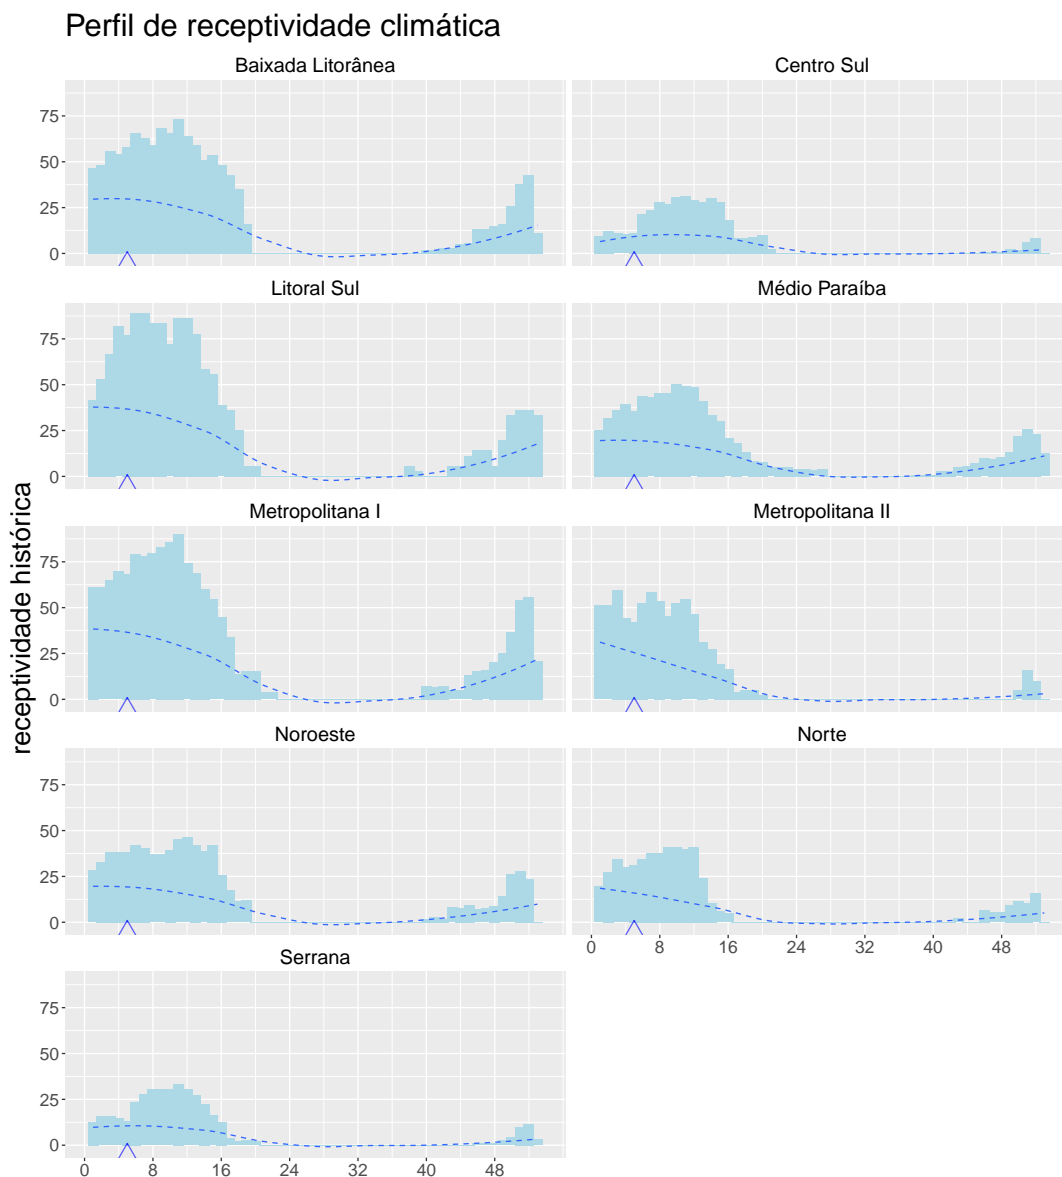 Perfil de receptividade climática
Baixada Litorânea
Centro Sul
75
50
25
0
Litoral Sul
Médio Paraíba
75
50
25
0
receptividade histórica
Metropolitana I
Metropolitana II
75
50
25
0
Noroeste
Norte
75
50
25
0
0 8 16 24 32 40 48
Serrana
75
50
25
0
0 8 16 24 32 40 48